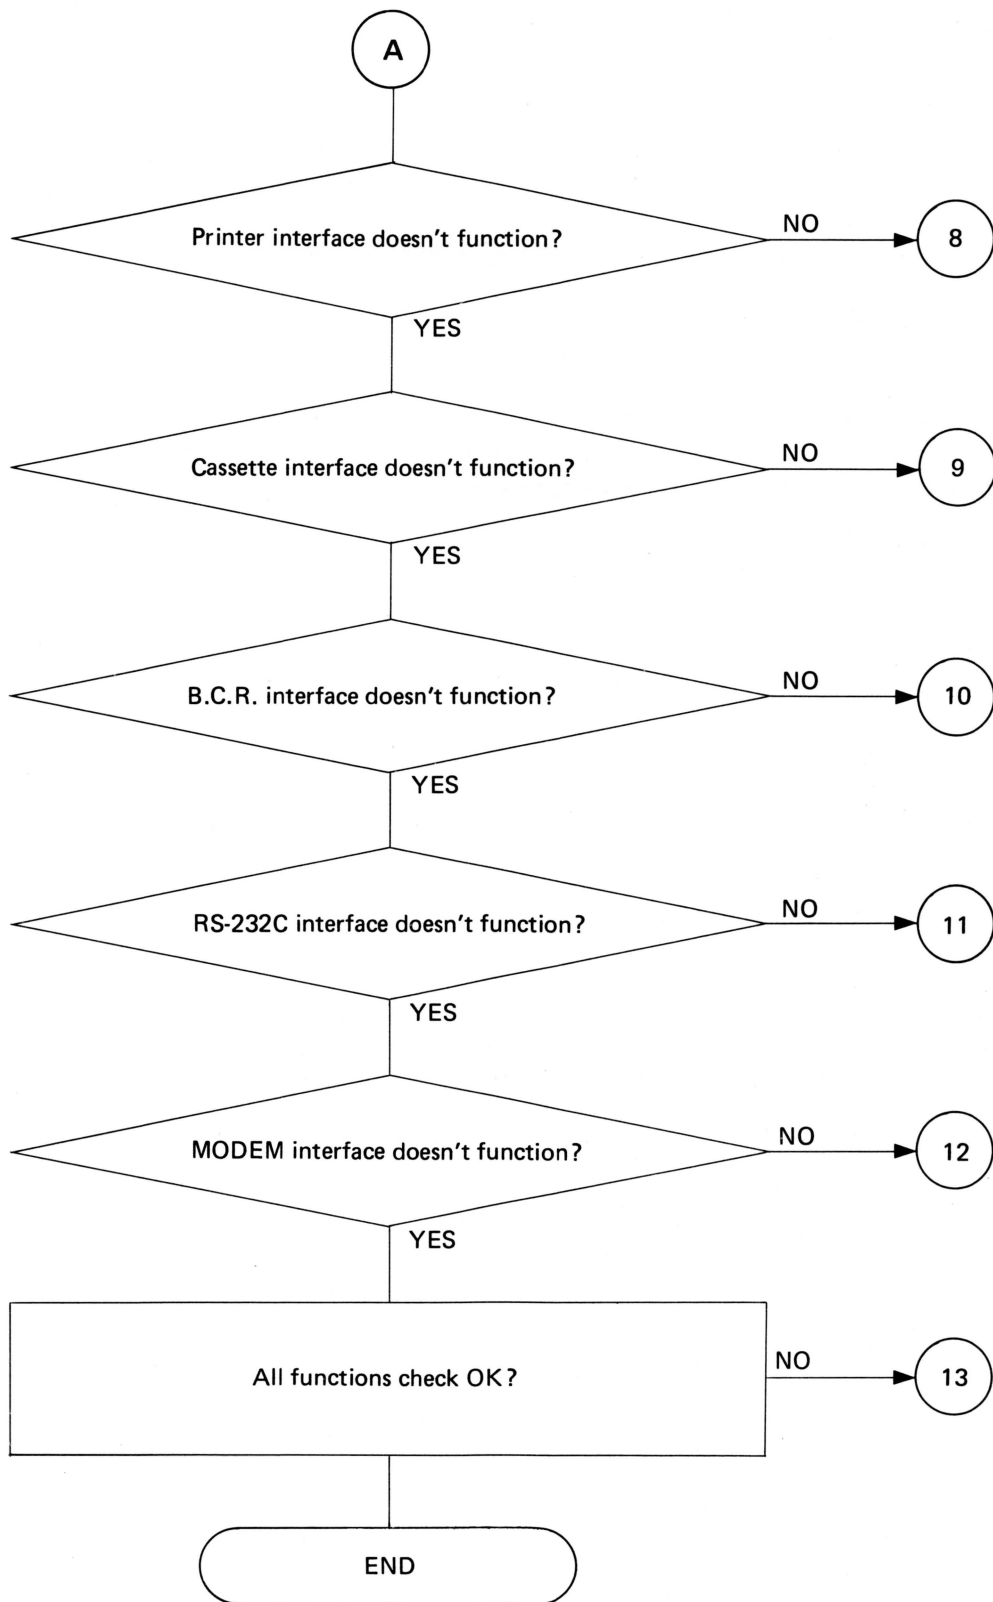 A
Printer interface doesn't function?
NO
8
YES
Cassette interface doesn't function?
NO
9
YES
B.C.R. interface doesn't function?
NO
10
YES
RS-232C interface doesn't function?
NO
11
YES
MODEM interface doesn't function?
NO
12
YES
All functions check OK?
NO
13
END